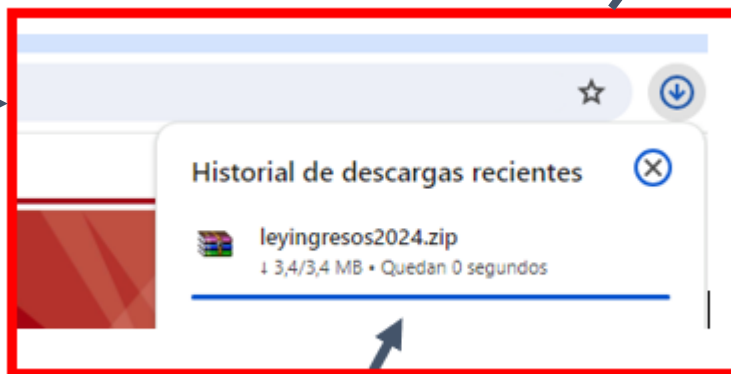 Historial de descargas recientes
leyingresos2024.zip
↓ 3,4/3,4 MB • Quedan 0 segundos